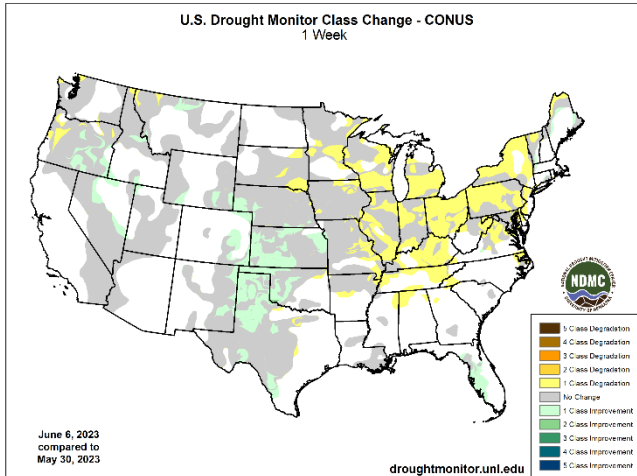 U.S. Drought Monitor Class Change - CONUS
1 Week
NDMC
5 Class Degradation
4 Class Degradation
3 Class Degradation
2 Class Degradation
1 Class Degradation
No Change
1 Class Improvement
2 Class Improvement
3 Class Improvement
4 Class Improvement
5 Class Improvement
June 6, 2023
compared to
May 30, 2023
droughtmonitor.unl.edu